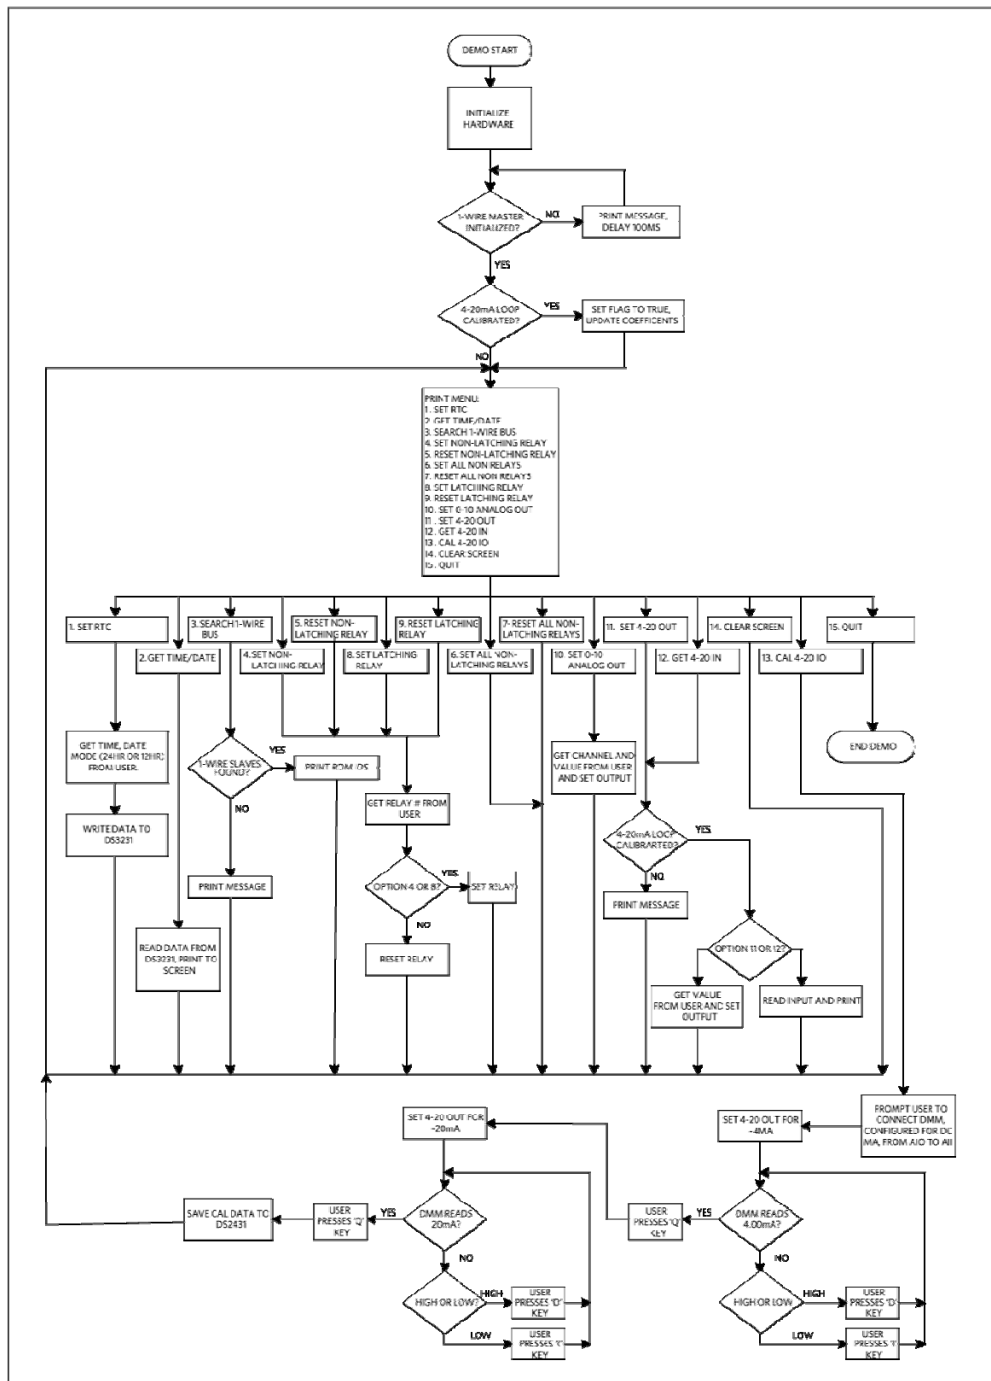 DEMO START
INITIALIZE
HARDWARE
1-WIRE MASTER
INITIALIZED?
NO
PRINT MESSAGE,
DELAY 100MS
YES
4-20mA LOOP
CALIBRATED?
YES
SET FLAG TO TRUE,
UPDATE COEFFICENTS
NO
PRINT MENU:
1. SET RTC
2. GET TIME/DATE
3. SEARCH 1-WIRE BUS
4. SET NON-LATCHING RELAY
5. RESET NON-LATCHING RELAY
6. SET ALL NON RELAYS
7. RESET ALL NON RELAYS
8. SET LATCHING RELAY
9. RESET LATCHING RELAY
10. SET 0-10 ANALOG OUT
11. SET 4-20 OUT
12. GET 4-20 IN
13. CAL 4-20 IO
14. CLEAR SCREEN
15. QUIT
1. SET RTC
3. SEARCH 1-WIRE
BUS
5. RESET NON-
LATCHING RELAY
9. RESET LATCHING
RELAY
7- RESET ALL NON-
LATCHING RELAYS
11. SET 4-20 OUT
14. CLEAR SCREEN
15. QUIT
2. GET TIME/DATE
4. SET NON-
LATCHING RELAY
8. SET LATCHING
RELAY
6. SET ALL NON-
LATCHING RELAYS
10. SET 0-10
ANALOG OUT
12. GET 4-20 IN
13. CAL 4-20 IO
GET TIME, DATE
MODE (24HR OR 12HR)
FROM USER.
1-WIRE SLAVES
FOUND?
YES
PRINT ROM IDS
NO
GET CHANNEL AND
VALUE FROM USER
AND SET OUTPUT
END DEMO
WRITE DATA TO
DS3231
GET RELAY # FROM
USER
4-20mA LOOP
CALIBRARTED?
YES
NO
PRINT MESSAGE
OPTION 4 OR 8?
YES
SET RELAY
NO
PRINT MESSAGE
READ DATA FROM
DS3231, PRINT TO
SCREEN
RESET RELAY
OPTION 11 OR 12?
GET VALUE
FROM USER AND SET
OUTPUT
READ INPUT AND PRINT
SET 4-20 OUT FOR
~20mA
SET 4-20 OUT FOR
~4MA
PROMPT USER TO
CONNECT DMM,
CONFIGURED FOR DC
MA, FROM AIO TO AII
SAVE CAL DATA TO
DS2431
USER
PRESSES 'Q'
KEY
YES
DMM READS
20mA?
USER
PRESSES 'Q'
KEY
YES
DMM READS
4.00mA?
NO
NO
HIGH OR LOW?
HIGH
USER
PRESSES 'D'
KEY
HIGH OR LOW
HIGH
USER
PRESSES 'D'
KEY
LOW
USER
PRESSES
KEY
LOW
USER
PRESSES
KEY